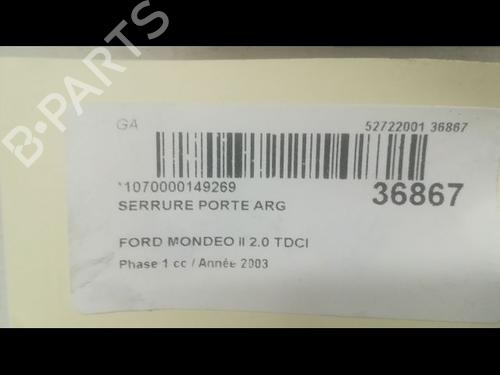 B-PARTS
GA
52722001 36867
*1070000149269
36867
SERRURE PORTE ARG
FORD MONDEO II 2.0 TDCI
Phase 1 cc / Année 2003